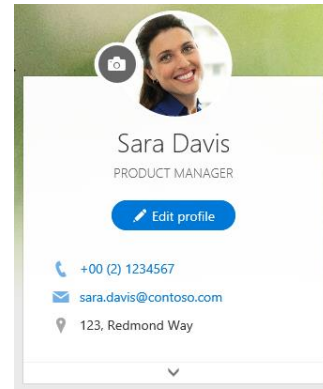 Sara Davis
PRODUCT MANAGER
Edit profile
+00 (2) 1234567
sara.davis@contoso.com
123, Redmond Way